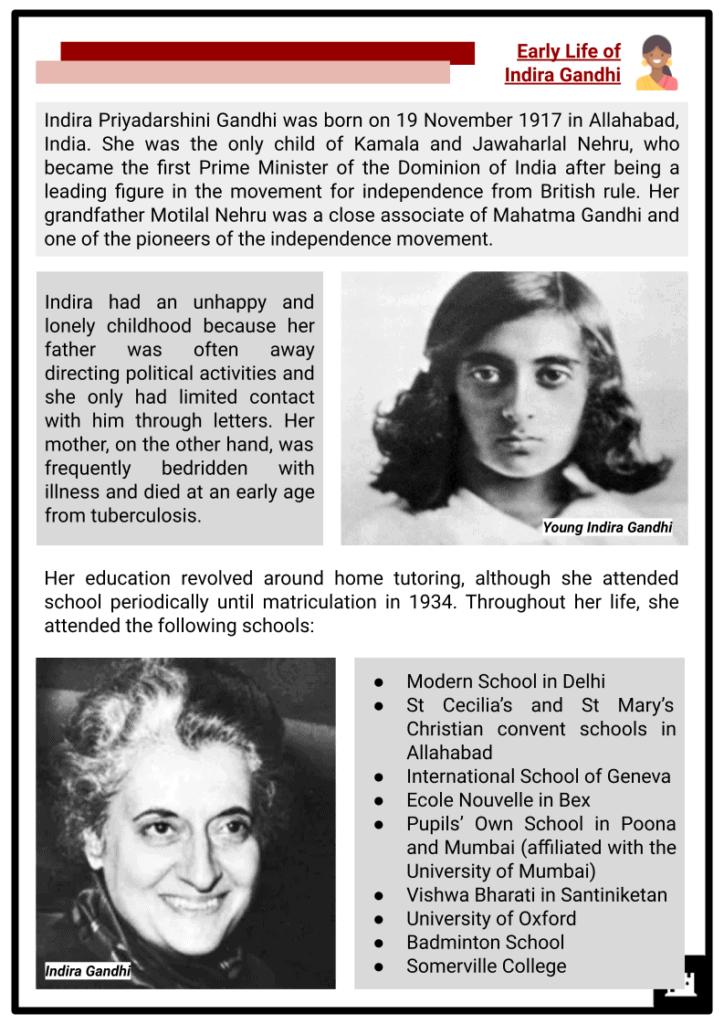 Early Life of
Indira Gandhi
Indira Priyadarshini Gandhi was born on 19 November 1917 in Allahabad,
India. She was the only child of Kamala and Jawaharlal Nehru, who
became the first Prime Minister of the Dominion of India after being a
leading figure in the movement for independence from British rule. Her
grandfather Motilal Nehru was a close associate of Mahatma Gandhi and
one of the pioneers of the independence movement.
Indira had an unhappy and
lonely childhood because her
father was often away
directing political activities and
she only had limited contact
with him through letters. Her
mother, on the other hand, was
frequently bedridden with
illness and died at an early age
from tuberculosis.
Young Indira Gandhi
Her education revolved around home tutoring, although she attended
school periodically until matriculation in 1934. Throughout her life, she
attended the following schools:
Indira Gandhi
● Modern School in Delhi
● St Cecilia's and St Mary's
Christian convent schools in
Allahabad
● International School of Geneva
● Ecole Nouvelle in Bex
● Pupils' Own School in Poona
and Mumbai (affiliated with the
University of Mumbai)
● Vishwa Bharati in Santiniketan
● University of Oxford
● Badminton School
● Somerville College